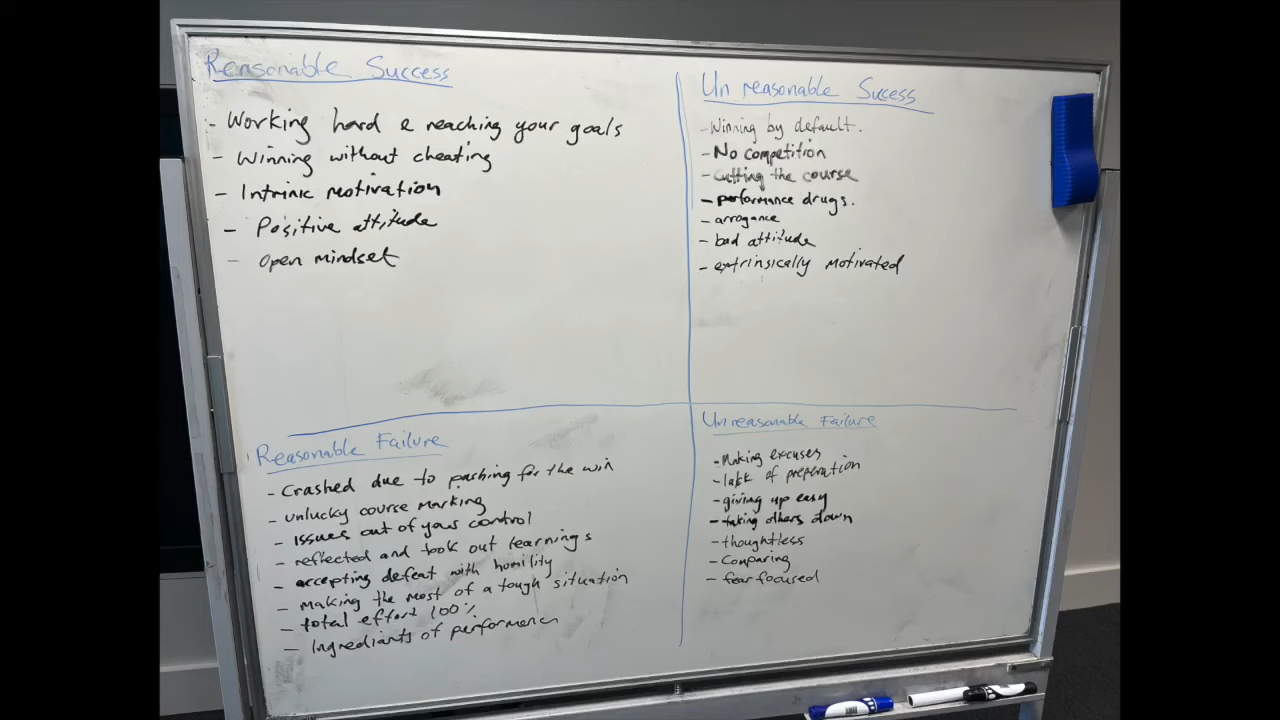 Reasonable Success
- Working hard & reaching your goals
- Winning without cheating
- Intrinic motivation
- Positive attitude
- Open mindset
Un reasonable Success
- Winning by default.
- No competition
- Cutting the course
- performance drugs.
- arrogance
- bad attitude
- extrinsically motivated
Reasonable Failure
- Crashed due to pushing for the win
- unlucky course marking
- Issues out of your control
- reflected and took out learnings
- accepting defeat with humility
- making the most of a tough situation
- total effort 100%
- Ingrediants of performance
Unreasonable Failure
- Making excuses
- lack of preperation
- giving up easy
- taking others down
- thoughtless
- Comparing
- fear focused